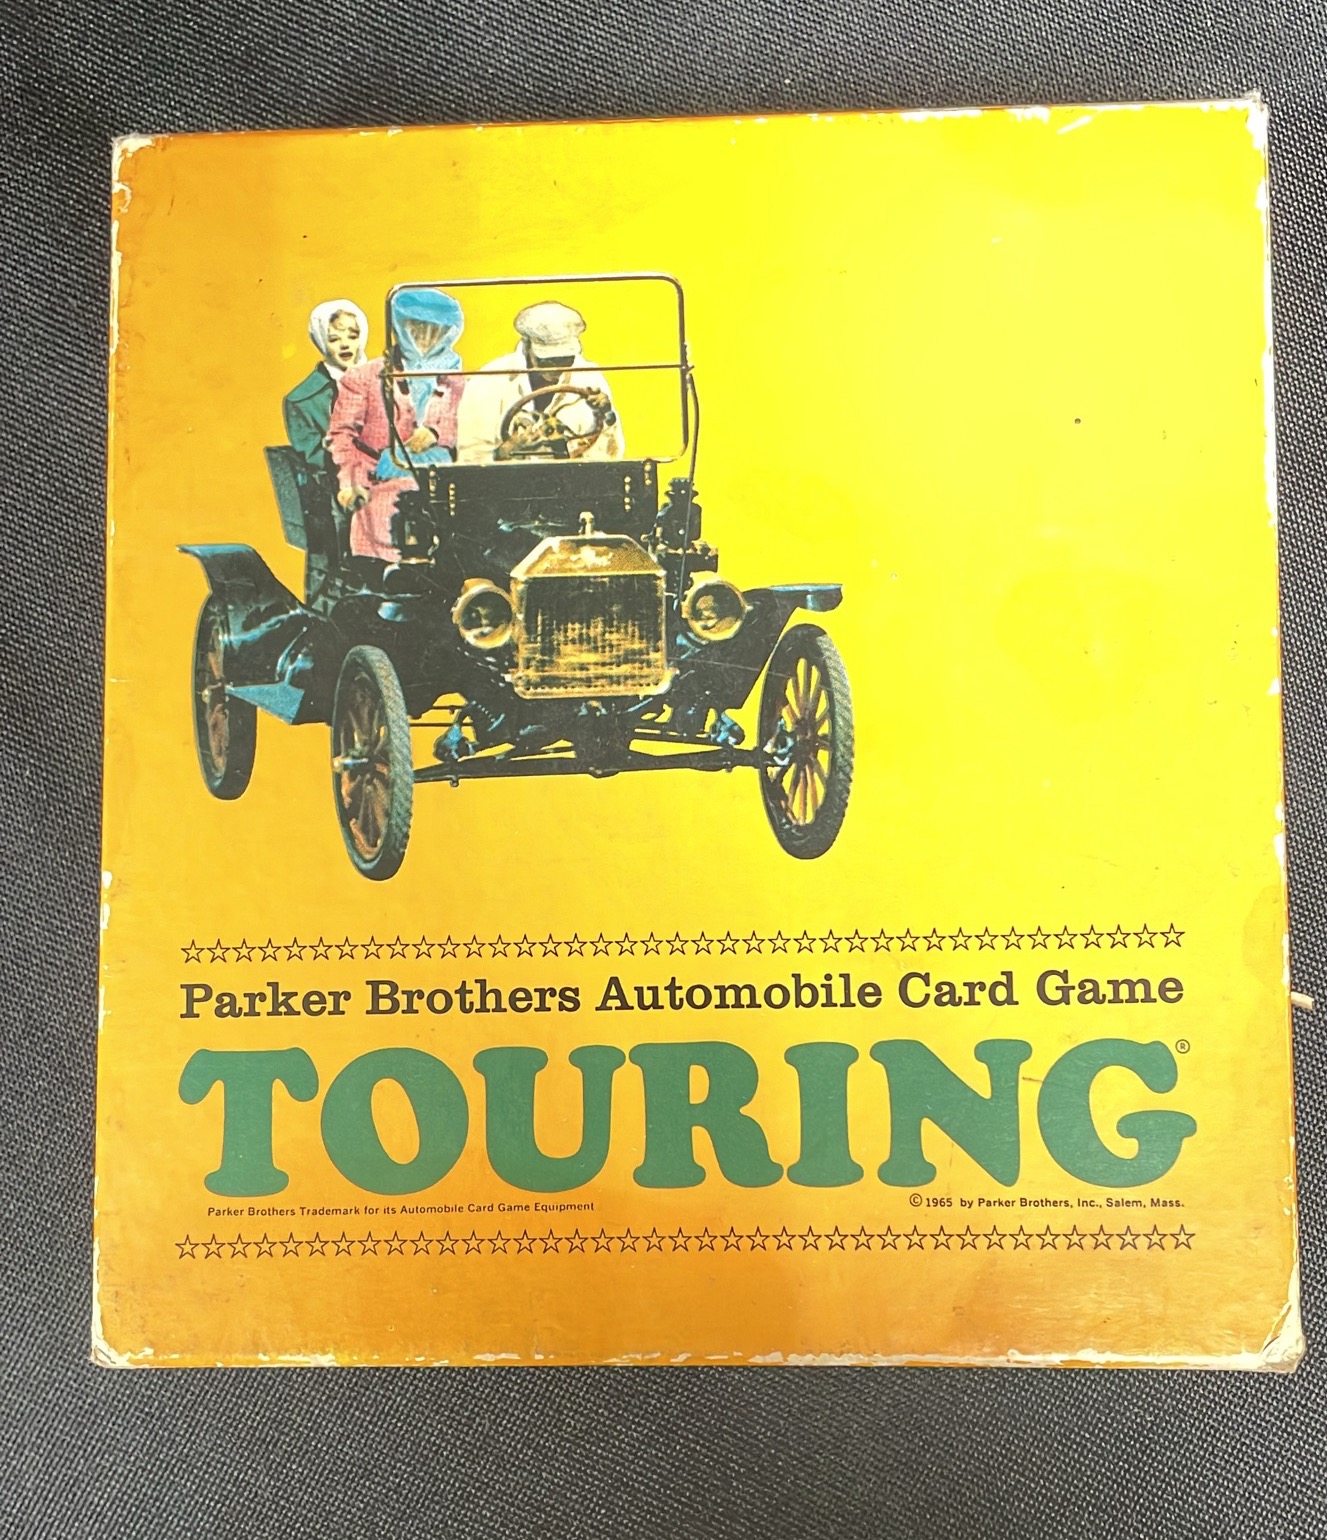 Parker Brothers Automobile Card Game
TOURING®
Parker Brothers Trademark for its Automobile Card Game Equipment
© 1965 by Parker Brothers, Inc., Salem, Mass.